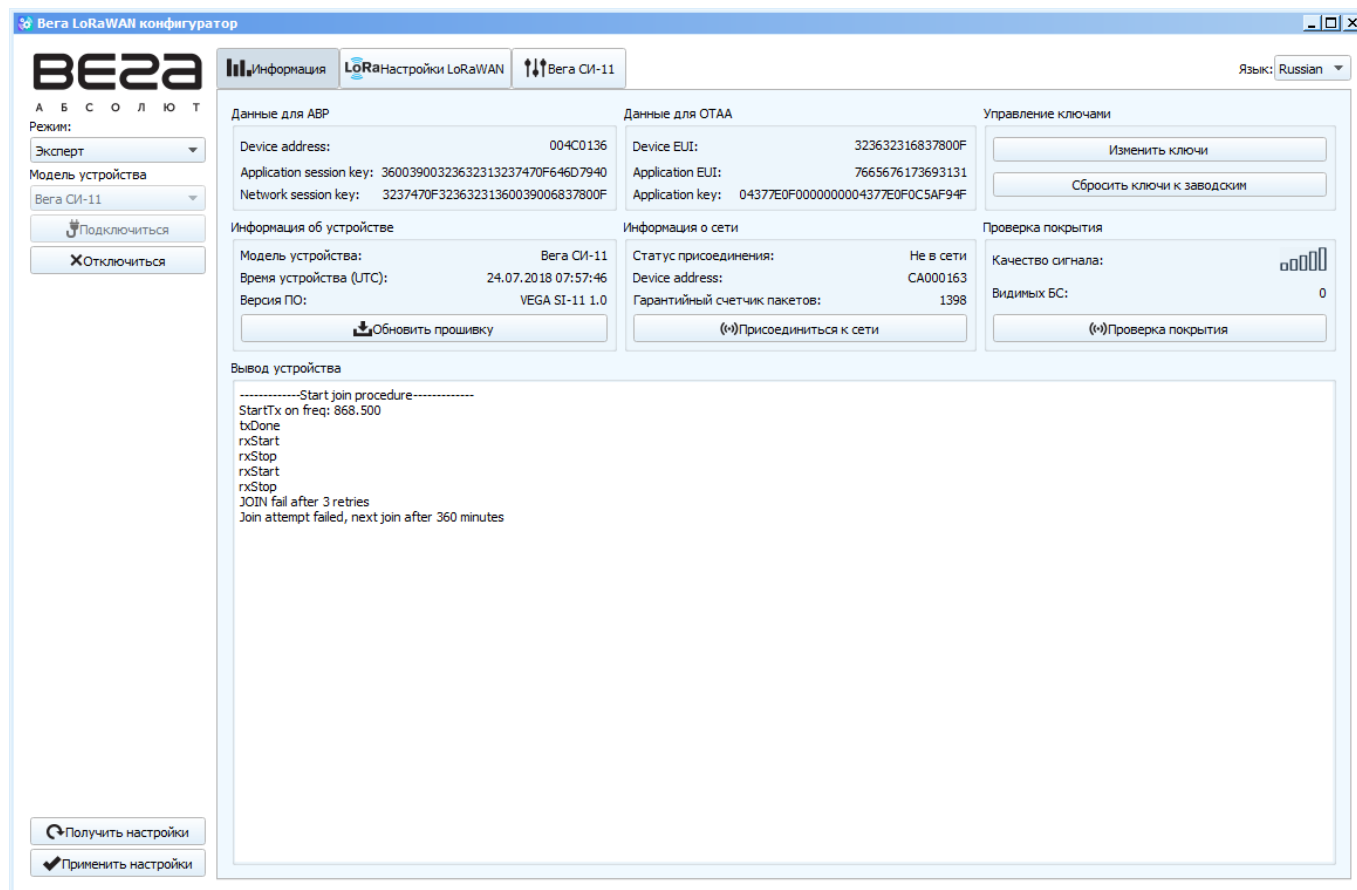 Вега LoRaWAN конфигуратор
ВЕГА
АБСОЛЮТ
Режим:
Эксперт
Модель устройства
Вега СИ-11
Подключиться
Отключиться
Получить настройки
Применить настройки
Информация
LoRa Настройки LoRaWAN
Вега СИ-11
Язык: Russian
Данные для ABP
Device address: 004C0136
Application session key: 36003900323632313237470F646D7940
Network session key: 3237470F32363231360039006837800F
Данные для OTAA
Device EUI: 323632316837800F
Application EUI: 7665676173693131
Application key: 04377E0F0000000004377E0F0C5AF94F
Управление ключами
Изменить ключи
Сбросить ключи к заводским
Информация об устройстве
Модель устройства: Вега СИ-11
Время устройства (UTC): 24.07.2018 07:57:46
Версия ПО: VEGA SI-11 1.0
Обновить прошивку
Информация о сети
Статус присоединения: Не в сети
Device address: CA000163
Гарантийный счетчик пакетов: 1398
Присоединиться к сети
Проверка покрытия
Качество сигнала:
Видимых БС: 0
Проверка покрытия
Вывод устройства
-------------Start join procedure-------------
StartTx on freq: 868.500
txDone
rxStart
rxStop
rxStart
rxStop
JOIN fail after 3 retries
Join attempt failed, next join after 360 minutes